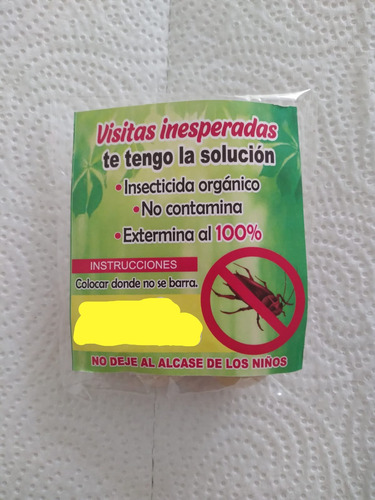 Visitas inesperadas
te tengo la solución
•Insecticida orgánico
•No contamina
•Extermina al 100%
INSTRUCCIONES
Colocar donde no se barra.
NO DEJE AL ALCASE DE LOS NIÑOS